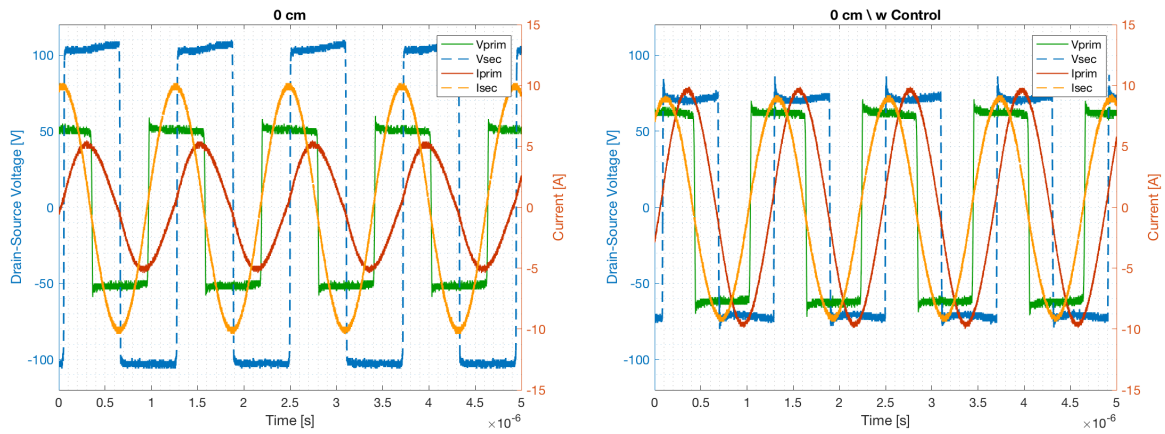 0 cm
Drain-Source Voltage [V]
100
50
0
-50
-100
15
10
5
0
-5
-10
-15
Current [A]
Vprim
Vsec
Iprim
Isec
0 0.5 1 1.5 2 2.5 3 3.5 4 4.5 5
Time [s]
×10⁻⁶
0 cm \ w Control
Drain-Source Voltage [V]
100
50
0
-50
-100
15
10
5
0
-5
-10
-15
Current [A]
Vprim
Vsec
Iprim
Isec
0 0.5 1 1.5 2 2.5 3 3.5 4 4.5 5
Time [s]
×10⁻⁶